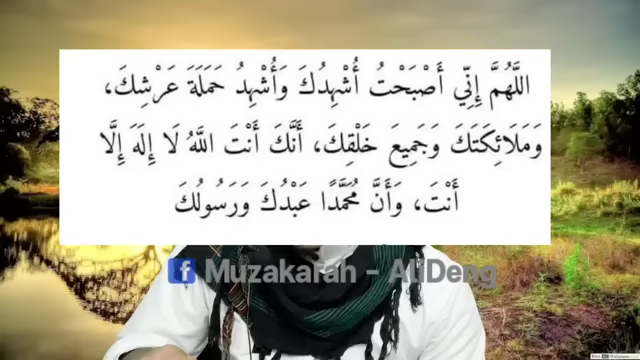 اللَّهُمَّ إِنِّي أَصْبَحْتُ أُشْهِدُكَ وَأُشْهِدُ حَمَلَةَ عَرْشِكَ،
وَمَلَائِكَتَكَ وَجَمِيعَ خَلْقِكَ، أَنَّكَ أَنْتَ اللَّهُ لَا إِلَهَ إِلَّا
أَنْتَ، وَأَنَّ مُحَمَّدًا عَبْدُكَ وَرَسُولُكَ
f Muzakarah - AliDeng